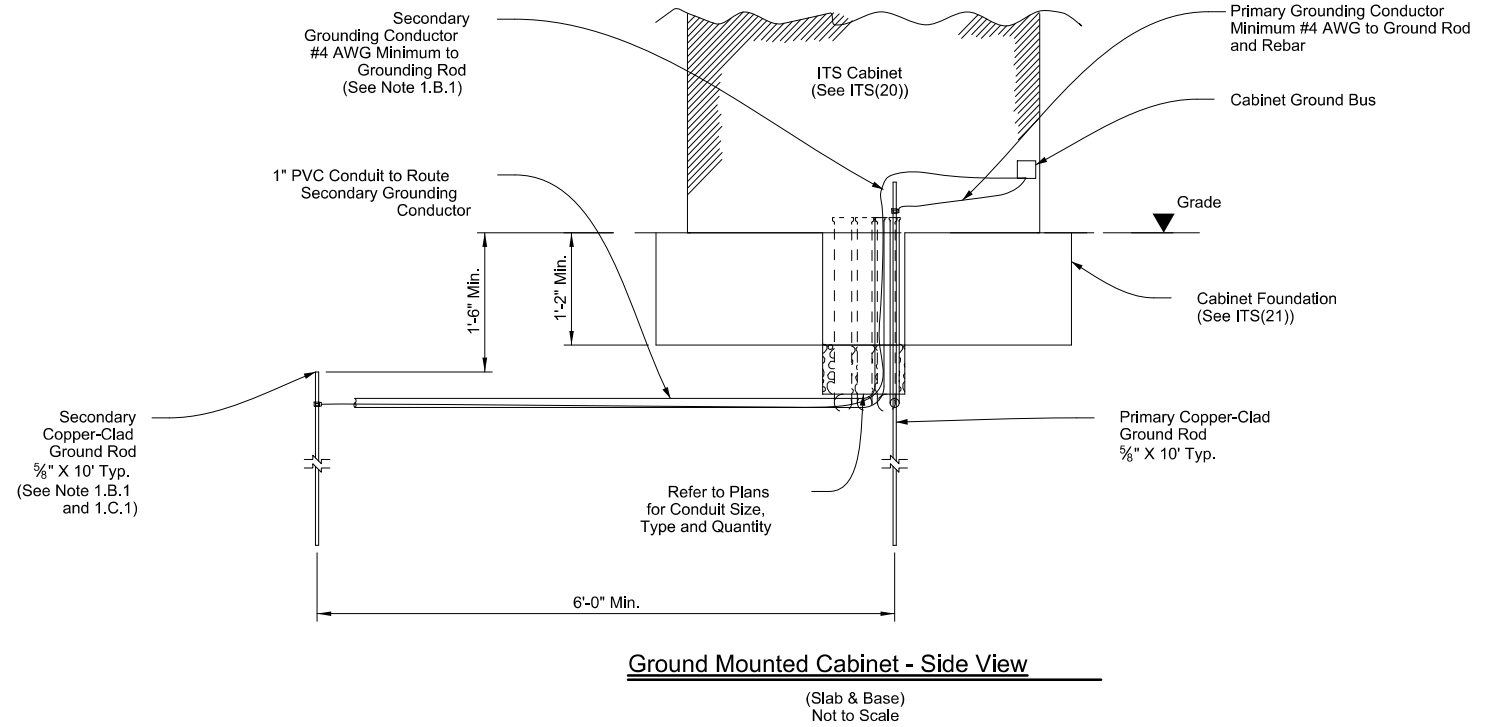 Secondary
Grounding Conductor
#4 AWG Minimum to
Grounding Rod
(See Note 1.B.1)
ITS Cabinet
(See ITS(20))
Primary Grounding Conductor
Minimum #4 AWG to Ground Rod
and Rebar
Cabinet Ground Bus
1" PVC Conduit to Route
Secondary Grounding
Conductor
Grade
1'-6" Min.
1'-2" Min.
Cabinet Foundation
(See ITS(21))
Secondary
Copper-Clad
Ground Rod
⅝" X 10' Typ.
(See Note 1.B.1
and 1.C.1)
Primary Copper-Clad
Ground Rod
⅝" X 10' Typ.
Refer to Plans
for Conduit Size,
Type and Quantity
6'-0" Min.
Ground Mounted Cabinet - Side View
(Slab & Base)
Not to Scale